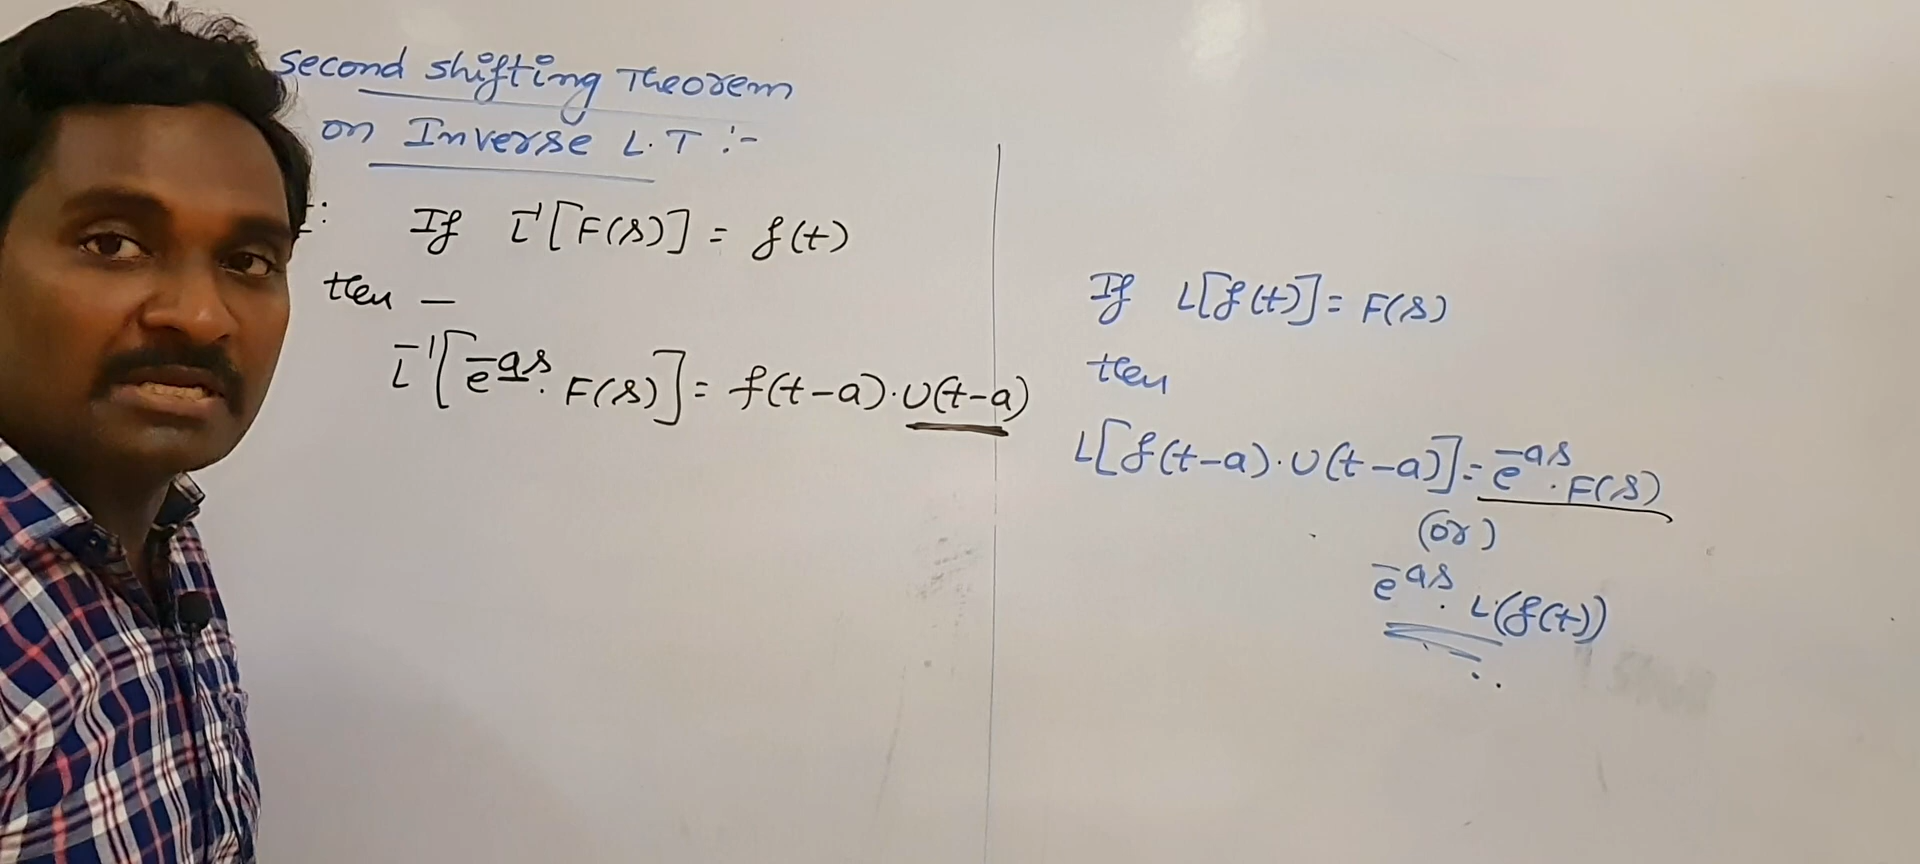 Second shifting Theorem
on Inverse L.T :-
If L⁻¹[F(s)] = f(t)
then —
L⁻¹[e⁻ᵃˢ. F(s)] = f(t-a).U(t-a)
If L[f(t)] = F(s)
then
L[f(t-a).U(t-a)] = e⁻ᵃˢ. F(s)
(or)
e⁻ᵃˢ. L(f(t))